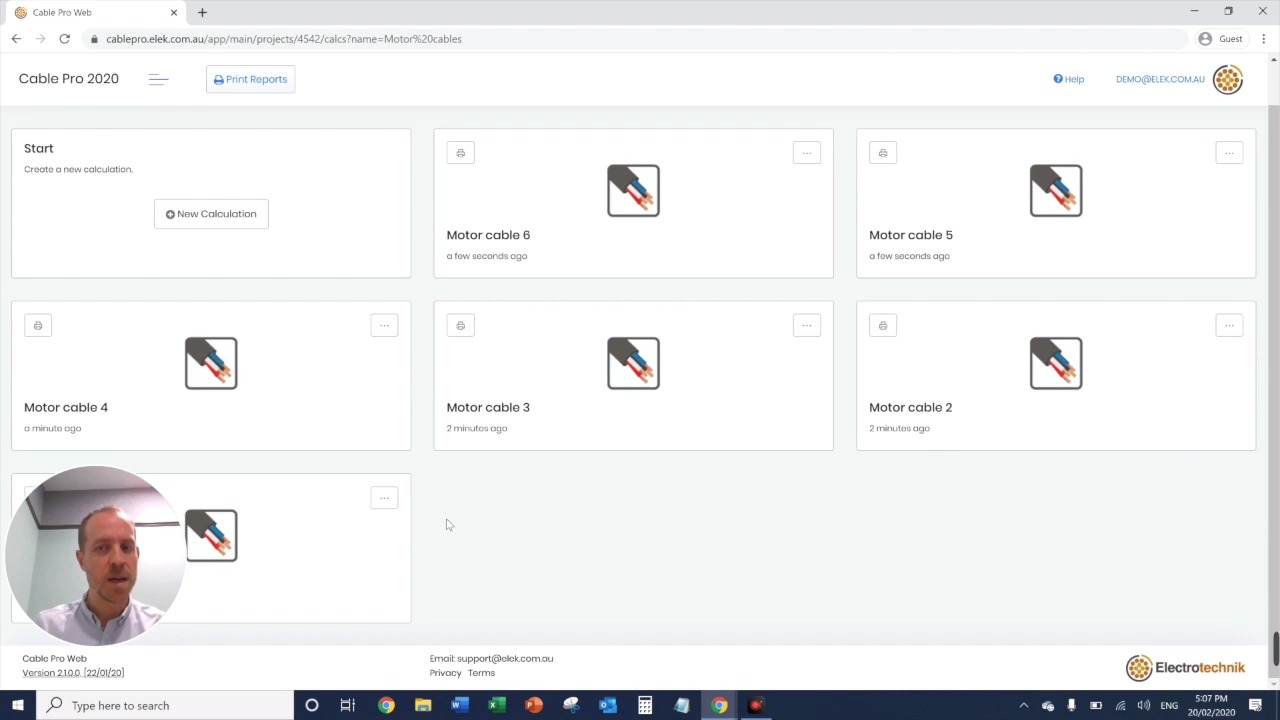 Cable Pro Web
cablepro.elek.com.au/app/main/projects/4542/calcs?name=Motor%20cables
Guest
Cable Pro 2020
Print Reports
Help
DEMO@ELEK.COM.AU
Start
Create a new calculation.
New Calculation
Motor cable 6
a few seconds ago
Motor cable 5
a few seconds ago
Motor cable 4
a minute ago
Motor cable 3
2 minutes ago
Motor cable 2
2 minutes ago
Cable Pro Web
Version 2.1.0.0, [22/01/20]
Email: support@elek.com.au
Privacy Terms
Electrotechnik
Type here to search
5:07 PM
20/02/2020